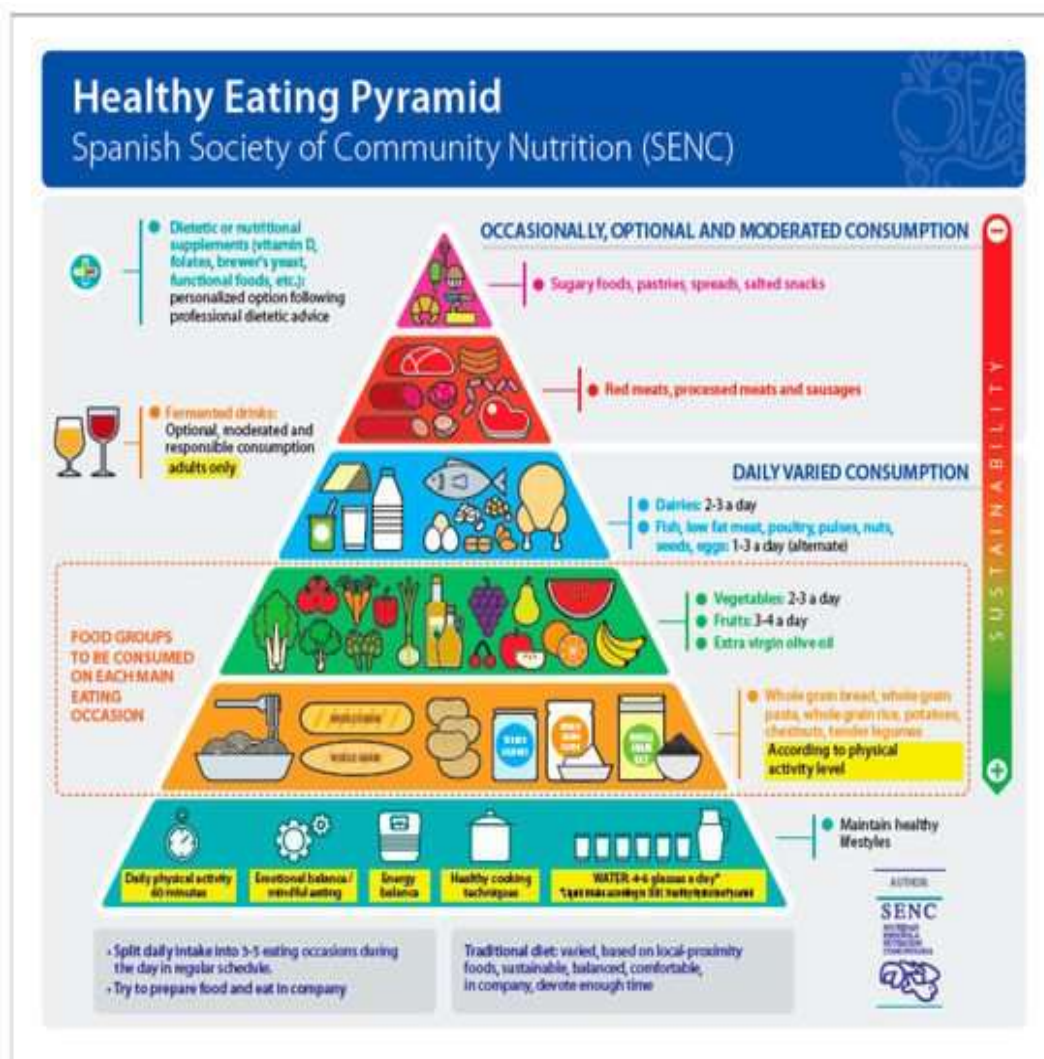 Healthy Eating Pyramid
Spanish Society of Community Nutrition (SENC)
Dietetic or nutritional
supplements (vitamin D,
folates, brewer's yeast,
functional foods, etc.):
personalized option following
professional dietetic advice
OCCASIONALLY, OPTIONAL AND MODERATED CONSUMPTION
Sugary foods, pastries, spreads, salted snacks
Red meats, processed meats and sausages
Fermented drinks:
Optional, moderated and
responsible consumption
adults only
DAILY VARIED CONSUMPTION
Dairies: 2-3 a day
Fish, low fat meat, poultry, pulses, nuts,
seeds, eggs: 1-3 a day (alternate)
SUSTAINABILITY
Vegetables: 2-3 a day
Fruits: 3-4 a day
Extra virgin olive oil
FOOD GROUPS
TO BE CONSUMED
ON EACH MAIN
EATING
OCCASION
Whole grain bread, whole grain
pasta, whole grain rice, potatoes,
chestnuts, tender legumes
According to physical
activity level
WHOLE GRAIN
Maintain healthy
lifestyles
Daily physical activity
60 minutes
Emotional balance /
mindful eating
Energy
balance
Healthy cooking
techniques
WATER: 4-6 glasses a day*
• Split daily intake into 3-5 eating occasions during
the day in regular schedule.
• Try to prepare food and eat in company
Traditional diet: varied, based on local-proximity
foods, sustainable, balanced, comfortable,
in company, devote enough time
AUTHOR:
SENC